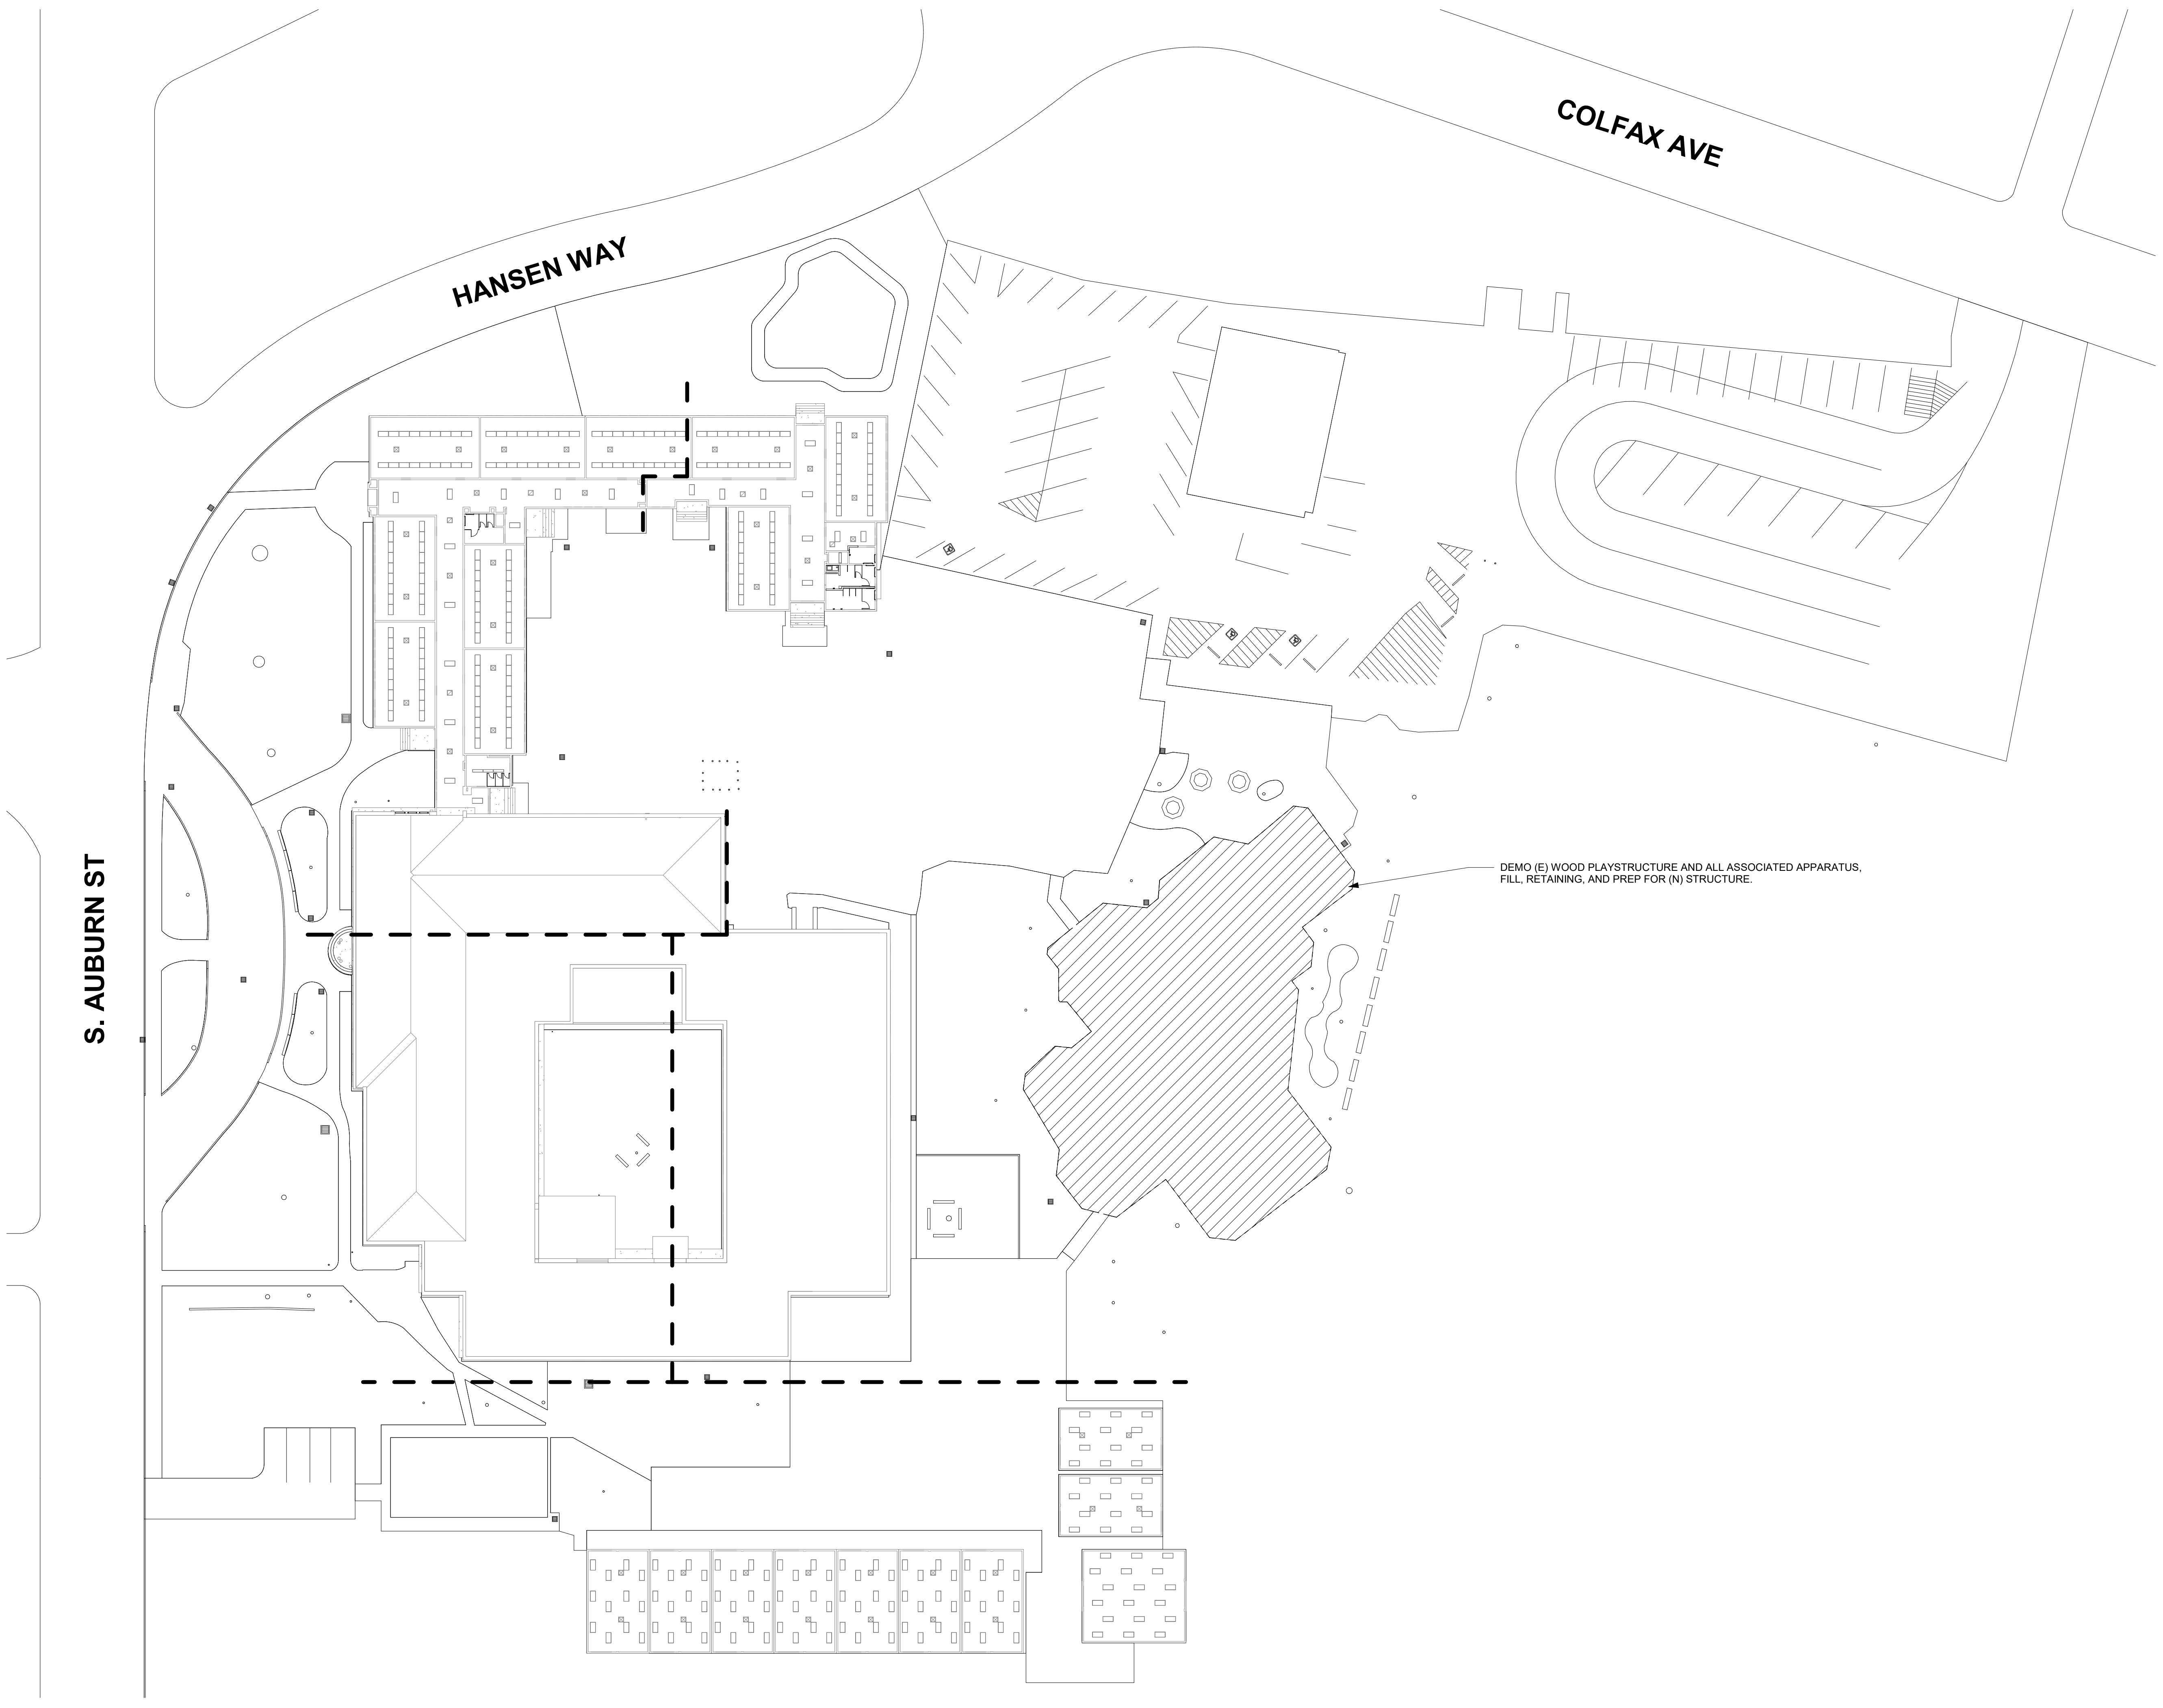 COLFAX AVE
HANSEN WAY
DEMO (E) WOOD PLAYSTRUCTURE AND ALL ASSOCIATED APPARATUS,
FILL, RETAINING, AND PREP FOR (N) STRUCTURE.
S. AUBURN ST